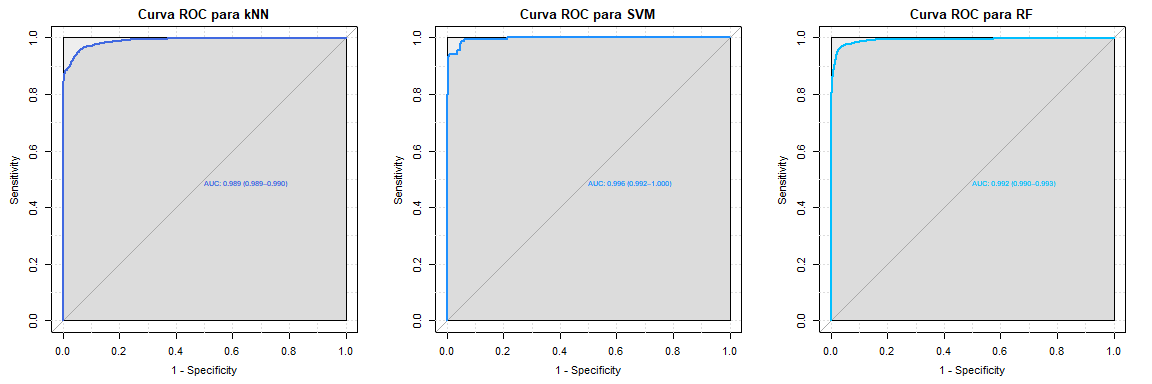 Curva ROC para kNN
Sensitivity
1.0
0.8
0.6
0.4
0.2
0.0
AUC: 0.989 (0.989–0.990)
0.0 0.2 0.4 0.6 0.8 1.0
1 - Specificity
Curva ROC para SVM
Sensitivity
1.0
0.8
0.6
0.4
0.2
0.0
AUC: 0.996 (0.992–1.000)
0.0 0.2 0.4 0.6 0.8 1.0
1 - Specificity
Curva ROC para RF
Sensitivity
1.0
0.8
0.6
0.4
0.2
0.0
AUC: 0.992 (0.990–0.993)
0.0 0.2 0.4 0.6 0.8 1.0
1 - Specificity